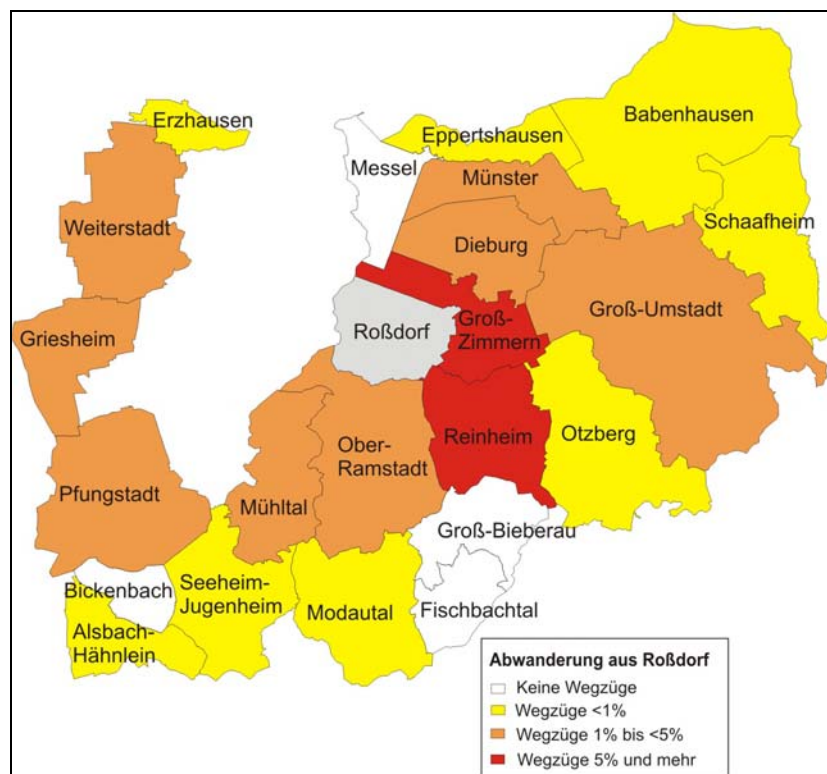 Erzhausen
Eppertshausen
Babenhausen
Messel
Münster
Weiterstadt
Schaafheim
Dieburg
Groß-Umstadt
Griesheim
Roßdorf
Groß-
Zimmern
Reinheim
Otzberg
Ober-
Ramstadt
Pfungstadt
Mühltal
Groß-Bieberau
Bickenbach
Seeheim-
Jugenheim
Modautal
Fischbachtal
Alsbach-
Hähnlein
Abwanderung aus Roßdorf
Keine Wegzüge
Wegzüge <1%
Wegzüge 1% bis <5%
Wegzüge 5% und mehr